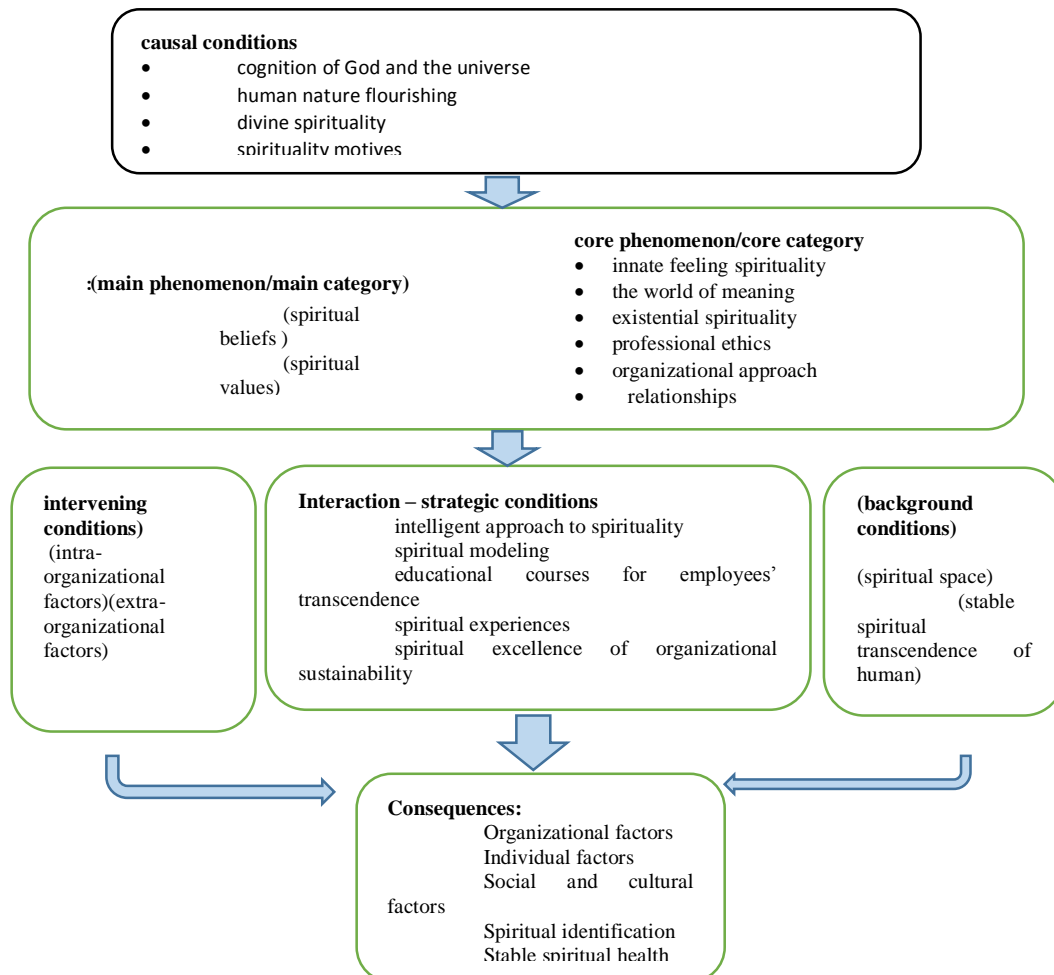 causal conditions
• cognition of God and the universe
• human nature flourishing
• divine spirituality
• spirituality motives
:(main phenomenon/main category)
(spiritual
beliefs )
(spiritual
values)
core phenomenon/core category
• innate feeling spirituality
• the world of meaning
• existential spirituality
• professional ethics
• organizational approach
• relationships
intervening
conditions)
(intra-
organizational
factors)(extra-
organizational
factors)
Interaction – strategic conditions
intelligent approach to spirituality
spiritual modeling
educational courses for employees’
transcendence
spiritual experiences
spiritual excellence of organizational
sustainability
(background
conditions)
(spiritual space)
(stable
spiritual
transcendence of
human)
Consequences:
Organizational factors
Individual factors
Social and cultural
factors
Spiritual identification
Stable spiritual health